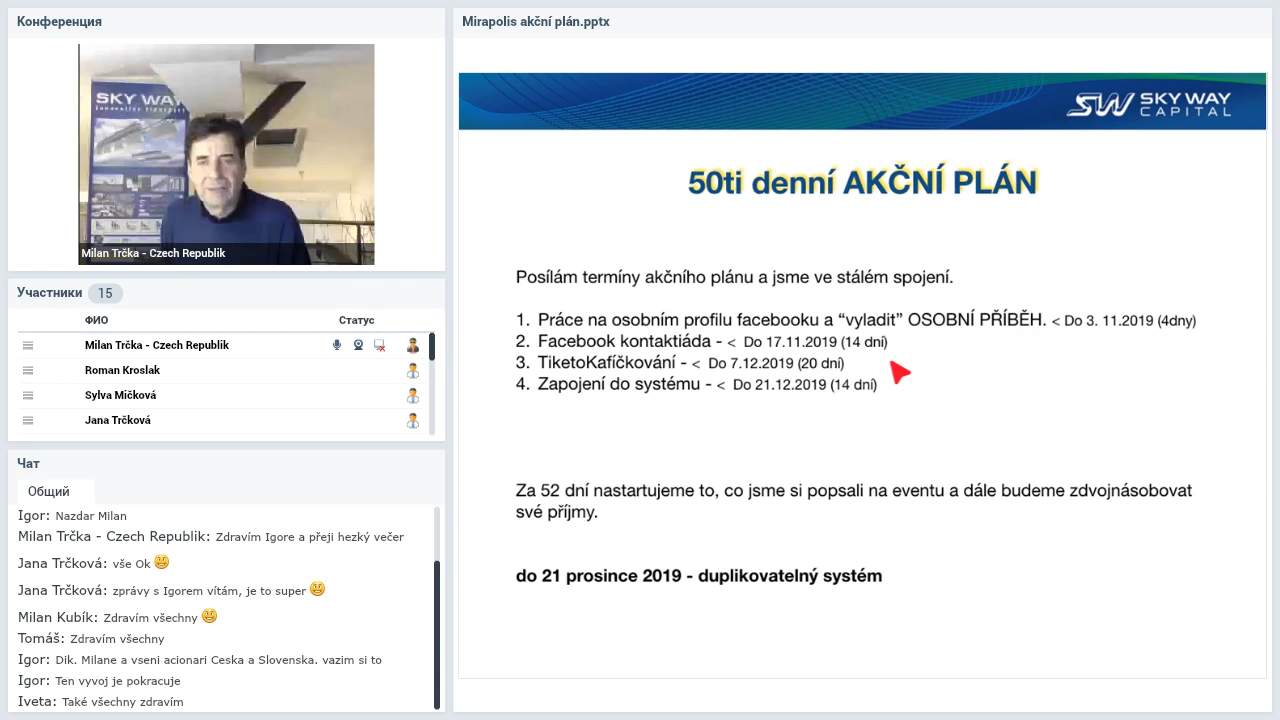 Конференция
SKY WAY
Milan Trčka - Czech Republik
Участники 15
ФИО Статус
Milan Trčka - Czech Republik
Roman Kroslak
Sylva Mičková
Jana Trčková
Чат
Общий
Igor: Nazdar Milan
Milan Trčka - Czech Republik: Zdravím Igore a přeji hezký večer
Jana Trčková: vše Ok
Jana Trčková: zprávy s Igorem vítám, je to super
Milan Kubík: Zdravím všechny
Tomáš: Zdravím všechny
Igor: Dik. Milane a vseni acionari Ceska a Slovenska. vazim si to
Igor: Ten vyvoj je pokracuje
Iveta: Také všechny zdravím
Mirapolis akční plán.pptx
SW SKY WAY
CAPITAL
50ti denní AKČNÍ PLÁN
Posílám termíny akčního plánu a jsme ve stálém spojení.
1. Práce na osobním profilu facebooku a “vyladit” OSOBNÍ PŘÍBĚH. < Do 3. 11.2019 (4dny)
2. Facebook kontaktiáda - < Do 17.11.2019 (14 dní)
3. TiketoKafíčkování - < Do 7.12.2019 (20 dní)
4. Zapojení do systému - < Do 21.12.2019 (14 dní)
Za 52 dní nastartujeme to, co jsme si popsali na eventu a dále budeme zdvojnásobovat
své příjmy.
do 21 prosince 2019 - duplikovatelný systém